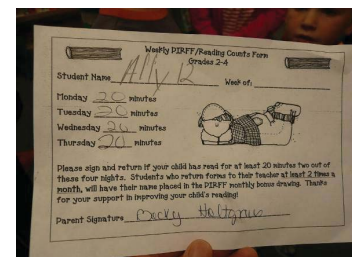 Weekly DIRFF/Reading Counts Form
Grades 2-4
Student Name Ally R
Week of:
Monday 20 minutes
Tuesday 20 minutes
Wednesday 20 minutes
Thursday 20 minutes
Please sign and return if your child has read for at least 20 minutes two out of
these four nights. Students who return forms to their teacher at least 2 times a
month, will have their name placed in the DIRFF monthly bonus drawing. Thanks
for your support in improving your child's reading!
Parent Signature Becky